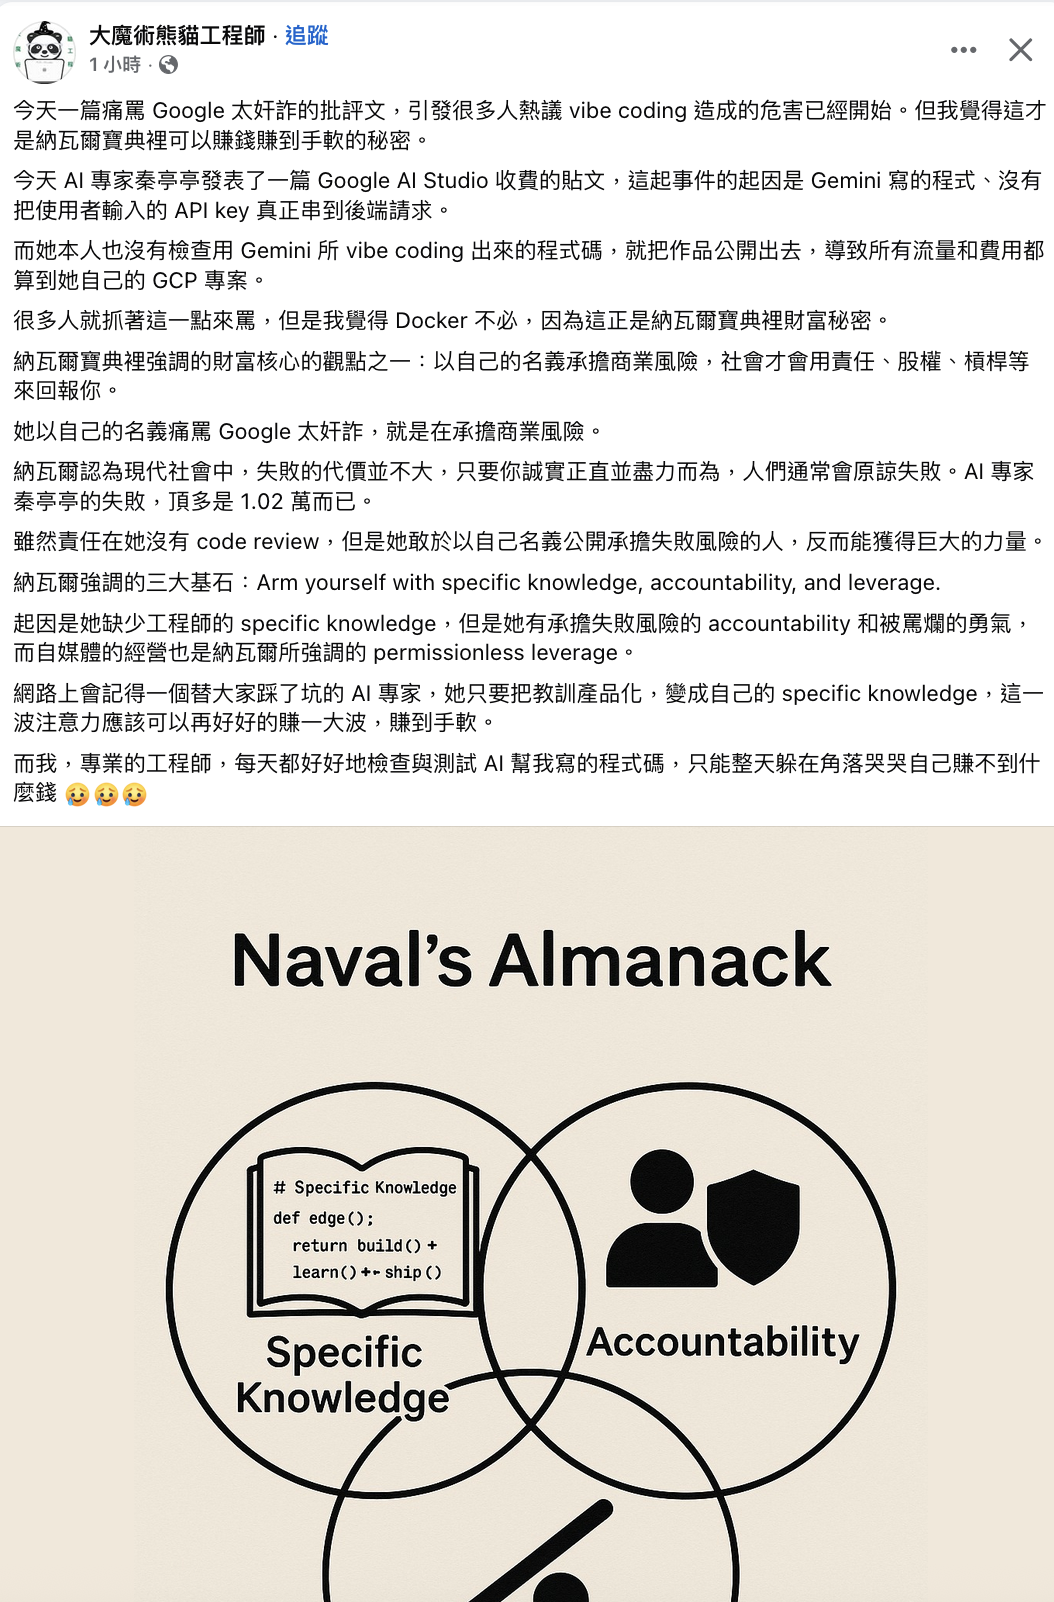 大魔術熊貓工程師 · 追蹤
1 小時 ·
今天一篇痛罵 Google 太奸詐的批評文，引發很多人熱議 vibe coding 造成的危害已經開始。但我覺得這才
是納瓦爾寶典裡可以賺錢賺到手軟的秘密。
今天 AI 專家秦亭亭發表了一篇 Google AI Studio 收費的貼文，這起事件的起因是 Gemini 寫的程式、沒有
把使用者輸入的 API key 真正串到後端請求。
而她本人也沒有檢查用 Gemini 所 vibe coding 出來的程式碼，就把作品公開出去，導致所有流量和費用都
算到她自己的 GCP 專案。
很多人就抓著這一點來罵，但是我覺得 Docker 不必，因為這正是納瓦爾寶典裡財富秘密。
納瓦爾寶典裡強調的財富核心的觀點之一：以自己的名義承擔商業風險，社會才會用責任、股權、槓桿等
來回報你。
她以自己的名義痛罵 Google 太奸詐，就是在承擔商業風險。
納瓦爾認為現代社會中，失敗的代價並不大，只要你誠實正直並盡力而為，人們通常會原諒失敗。AI 專家
秦亭亭的失敗，頂多是 1.02 萬而已。
雖然責任在她沒有 code review，但是她敢於以自己名義公開承擔失敗風險的人，反而能獲得巨大的力量。
納瓦爾強調的三大基石：Arm yourself with specific knowledge, accountability, and leverage.
起因是她缺少工程師的 specific knowledge，但是她有承擔失敗風險的 accountability 和被罵爛的勇氣，
而自媒體的經營也是納瓦爾所強調的 permissionless leverage。
網路上會記得一個替大家踩了坑的 AI 專家，她只要把教訓產品化，變成自己的 specific knowledge，這一
波注意力應該可以再好好的賺一大波，賺到手軟。
而我，專業的工程師，每天都好好地檢查與測試 AI 幫我寫的程式碼，只能整天躲在角落哭哭自己賺不到什
麼錢 🥲🥲🥲
Naval's Almanack
# Specific Knowledge
def edge();
return build() +
learn() +- ship ()
Specific
Knowledge
Accountability